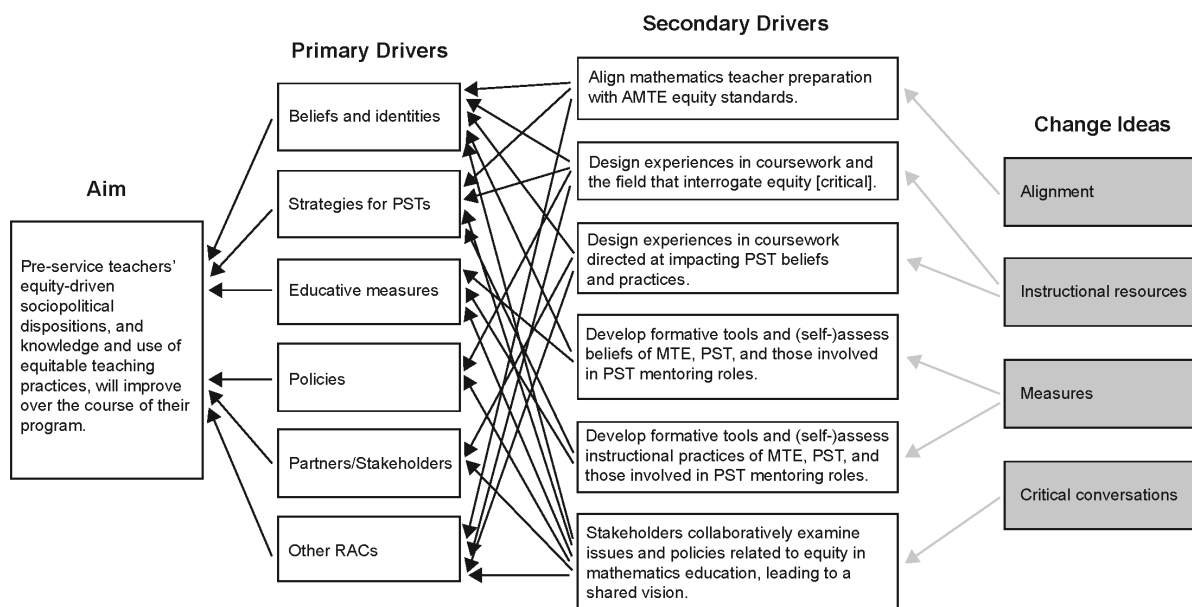 Aim
Pre-service teachers’
equity-driven
sociopolitical
dispositions, and
knowledge and use of
equitable teaching
practices, will improve
over the course of their
program.
Primary Drivers
Beliefs and identities
Strategies for PSTs
Educative measures
Policies
Partners/Stakeholders
Other RACs
Secondary Drivers
Align mathematics teacher preparation
with AMTE equity standards.
Design experiences in coursework and
the field that interrogate equity [critical].
Design experiences in coursework
directed at impacting PST beliefs
and practices.
Develop formative tools and (self-)assess
beliefs of MTE, PST, and those involved
in PST mentoring roles.
Develop formative tools and (self-)assess
instructional practices of MTE, PST, and
those involved in PST mentoring roles.
Stakeholders collaboratively examine
issues and policies related to equity in
mathematics education, leading to a
shared vision.
Change Ideas
Alignment
Instructional resources
Measures
Critical conversations